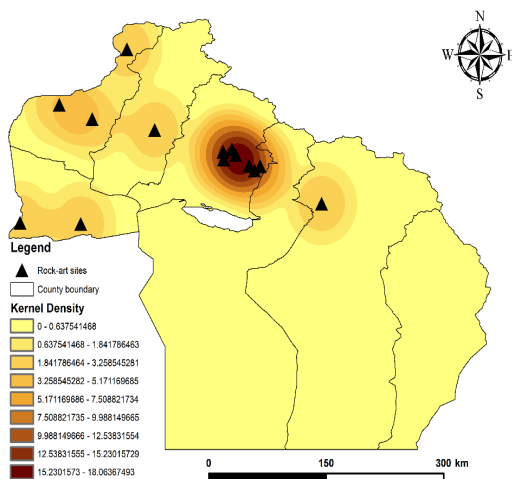 N
W E
S
Legend
Rock-art sites
County boundary
Kernel Density
0 - 0.637541468
0.637541468 - 1.841786463
1.841786464 - 3.258545281
3.258545282 - 5.171169685
5.171169686 - 7.508821734
7.508821735 - 9.988149665
9.988149666 - 12.53831554
12.53831555 - 15.23015729
15.2301573 - 18.06367493
0 150 300 km